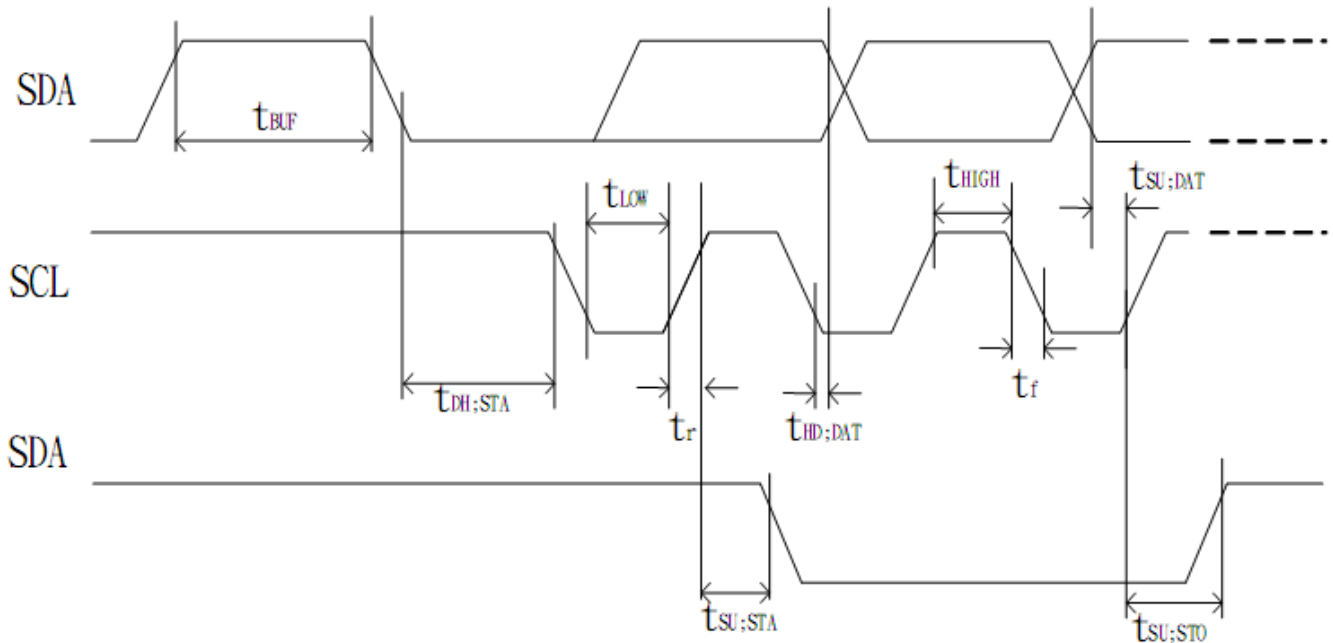 SDA
tBUF
tHIGH
tSU;DAT
tLOW
SCL
tDH;STA
tr
tHD;DAT
tf
SDA
tSU;STA
tSU;STO